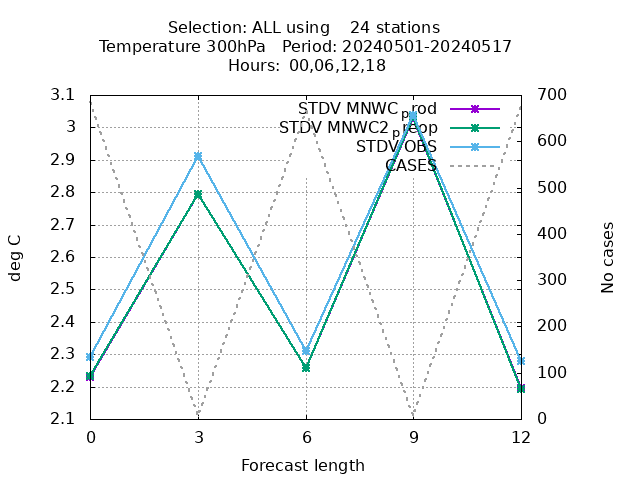 Selection: ALL using 24 stations
Temperature 300hPa Period: 20240501-20240517
Hours: 00,06,12,18
STDV MNWC_prod
STDV MNWC2_preop
STDV OBS
CASES
3.1
3
2.9
2.8
2.7
2.6
2.5
2.4
2.3
2.2
2.1
deg C
700
600
500
400
300
200
100
0
No cases
0 3 6 9 12
Forecast length